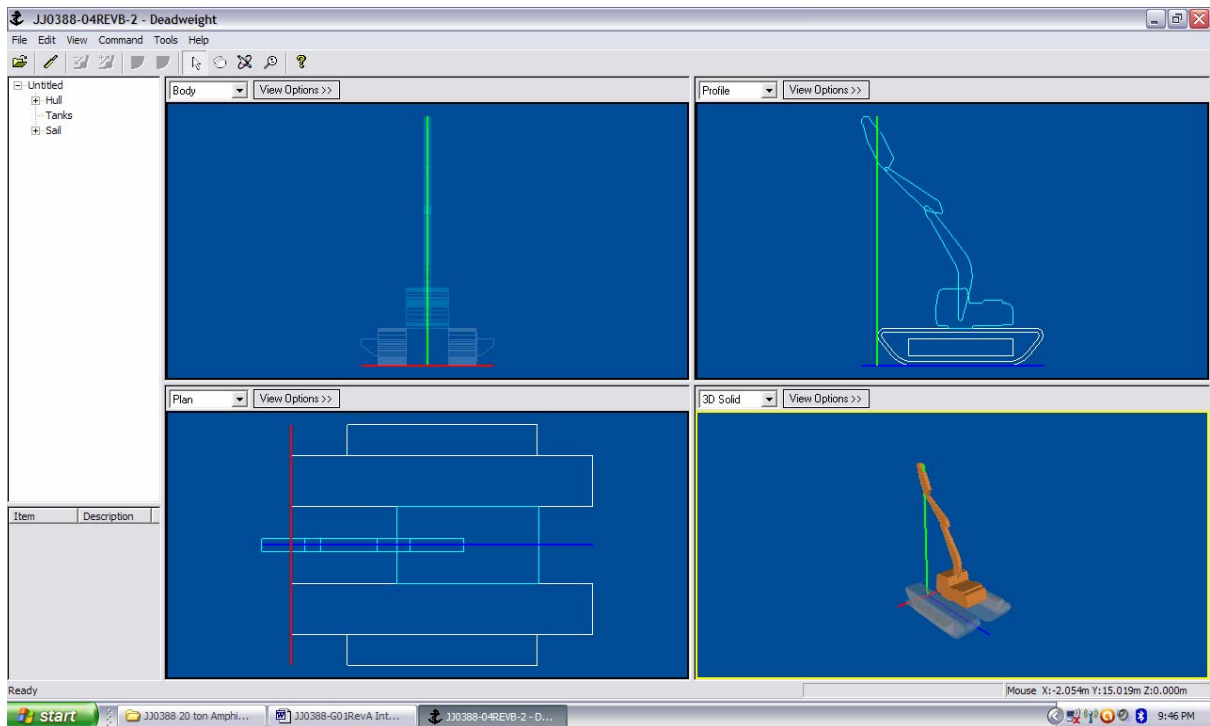 JJ0388-04REVB-2 - Deadweight
File Edit View Command Tools Help
Untitled
Hull
Tanks
Sail
Body View Options >>
Profile View Options >>
Plan View Options >>
3D Solid View Options >>
Item Description
Ready
Mouse X:-2.054m Y:15.019m Z:0.000m
start
JJ0388 20 ton Amphi...
JJ0388-G01RevA Int...
JJ0388-04REVB-2 - D...
9:46 PM